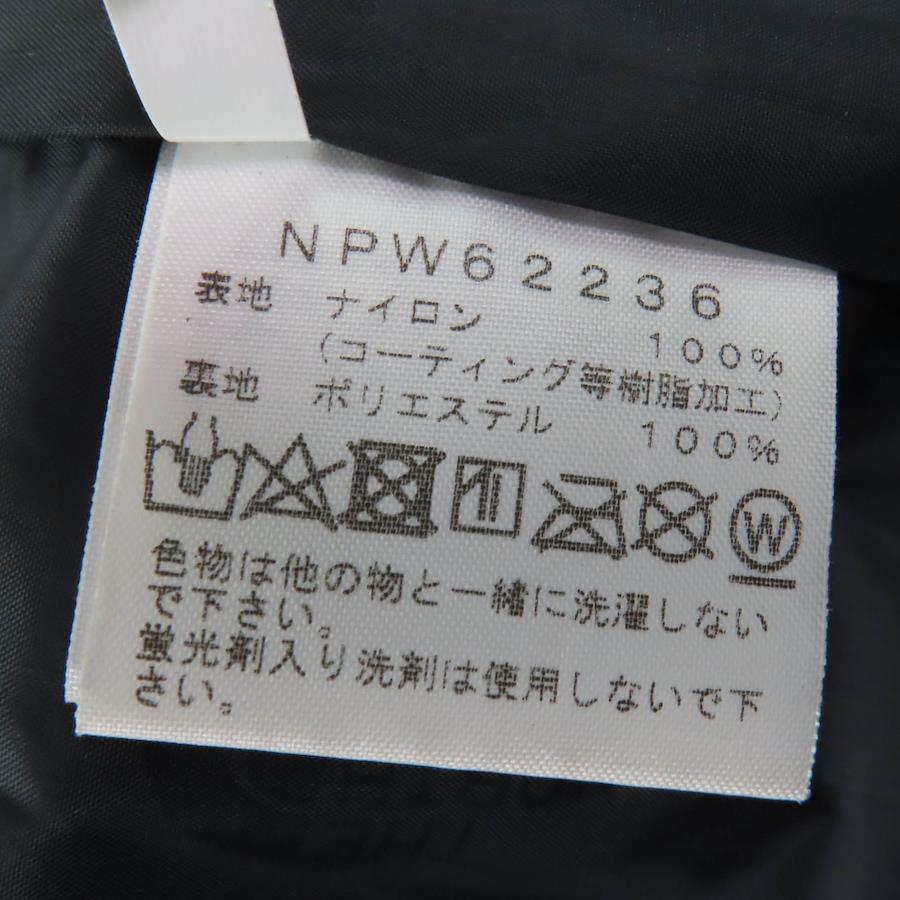 NPW62236
表地 ナイロン 100%
(コーティング等樹脂加工)
裏地 ポリエステル 100%
W
色物は他の物と一緒に洗濯しない
で下さい。
蛍光剤入り洗剤は使用しないで下
さい。